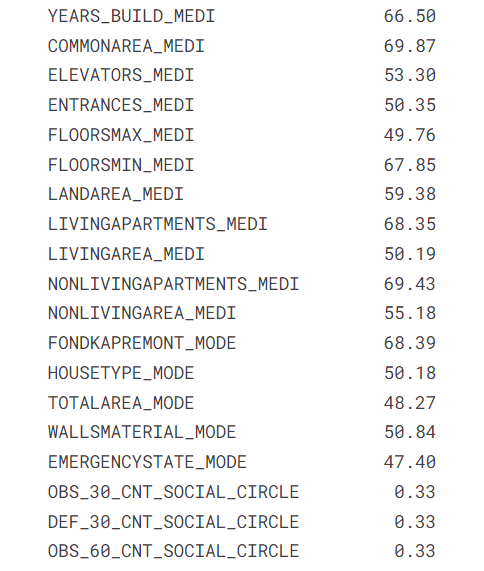 YEARS_BUILD_MEDI 66.50
COMMONAREA_MEDI 69.87
ELEVATORS_MEDI 53.30
ENTRANCES_MEDI 50.35
FLOORSMAX_MEDI 49.76
FLOORSMIN_MEDI 67.85
LANDAREA_MEDI 59.38
LIVINGAPARTMENTS_MEDI 68.35
LIVINGAREA_MEDI 50.19
NONLIVINGAPARTMENTS_MEDI 69.43
NONLIVINGAREA_MEDI 55.18
FONDKAPREMONT_MODE 68.39
HOUSETYPE_MODE 50.18
TOTALAREA_MODE 48.27
WALLSMATERIAL_MODE 50.84
EMERGENCYSTATE_MODE 47.40
OBS_30_CNT_SOCIAL_CIRCLE 0.33
DEF_30_CNT_SOCIAL_CIRCLE 0.33
OBS_60_CNT_SOCIAL_CIRCLE 0.33